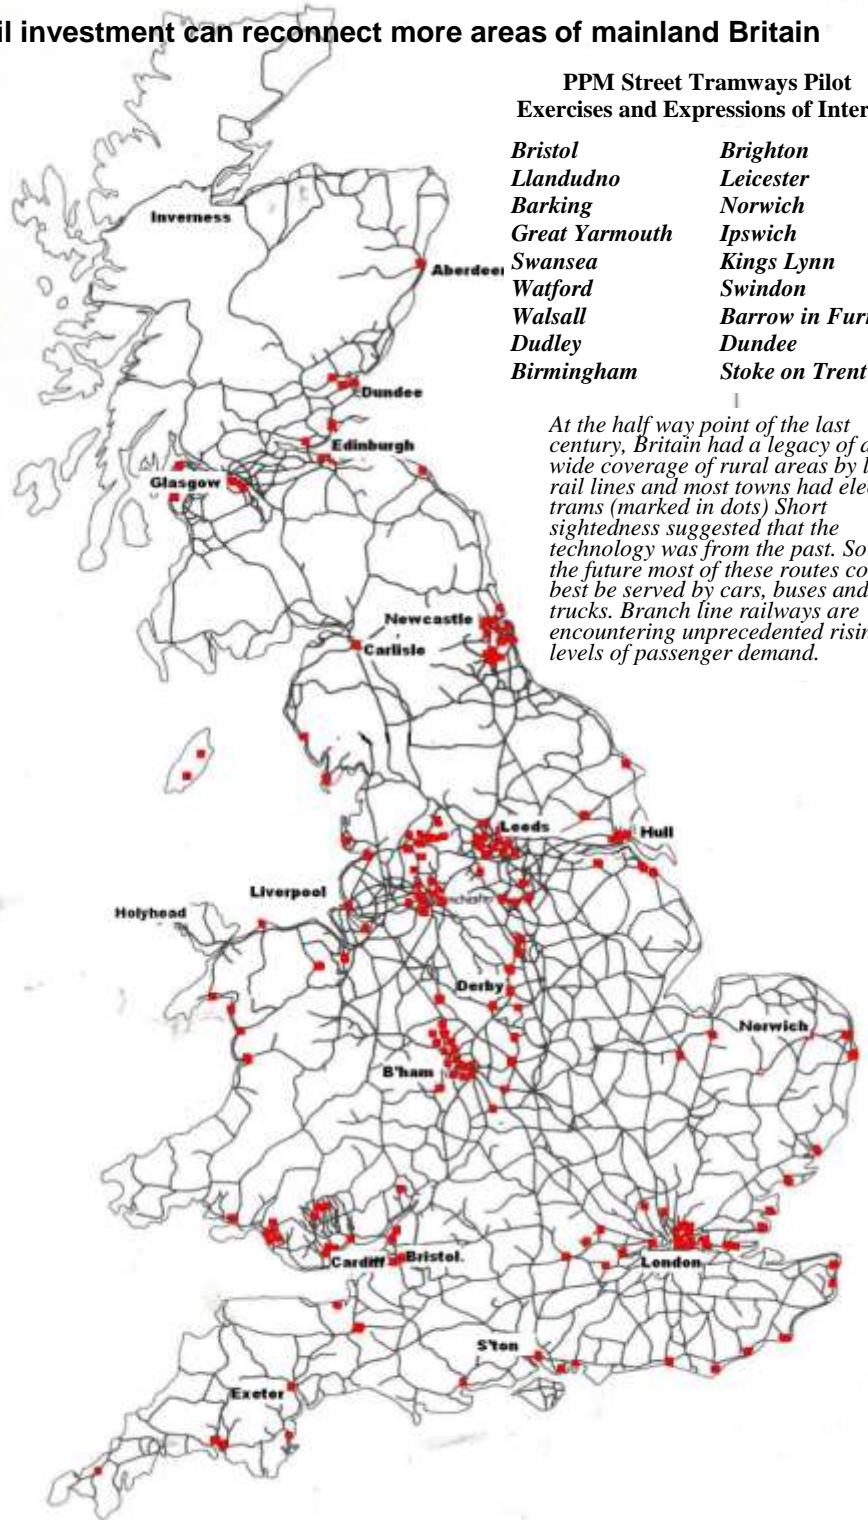 il investment can reconnect more areas of mainland Britain
PPM Street Tramways Pilot
Exercises and Expressions of Inter
Bristol Brighton
Llandudno Leicester
Barking Norwich
Great Yarmouth Ipswich
Swansea Kings Lynn
Watford Swindon
Walsall Barrow in Furn
Dudley Dundee
Birmingham Stoke on Trent
At the half way point of the last
century, Britain had a legacy of a
wide coverage of rural areas by l
rail lines and most towns had elec
trams (marked in dots) Short
sightedness suggested that the
technology was from the past. So
the future most of these routes co
best be served by cars, buses and
trucks. Branch line railways are
encountering unprecedented risin
levels of passenger demand.
Inverness
Aberdeen
Dundee
Edinburgh
Glasgow
Newcastle
Carlisle
Leeds
Hull
Liverpool
nchester
Holyhead
Derby
Norwich
B'ham
Cardiff
Bristol.
London
S'ton
Exeter